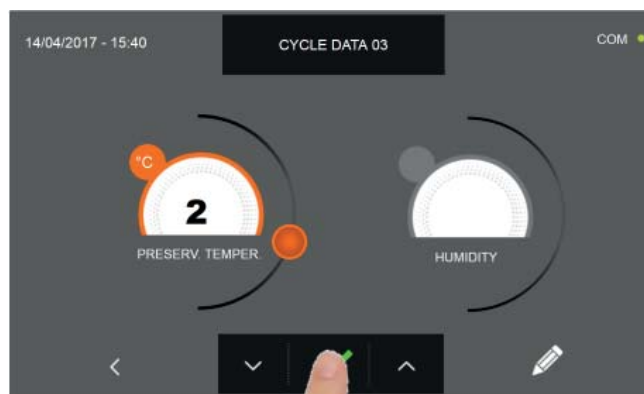 14/04/2017 - 15:40
CYCLE DATA 03
COM
°C
2
PRESERV. TEMPER.
HUMIDITY